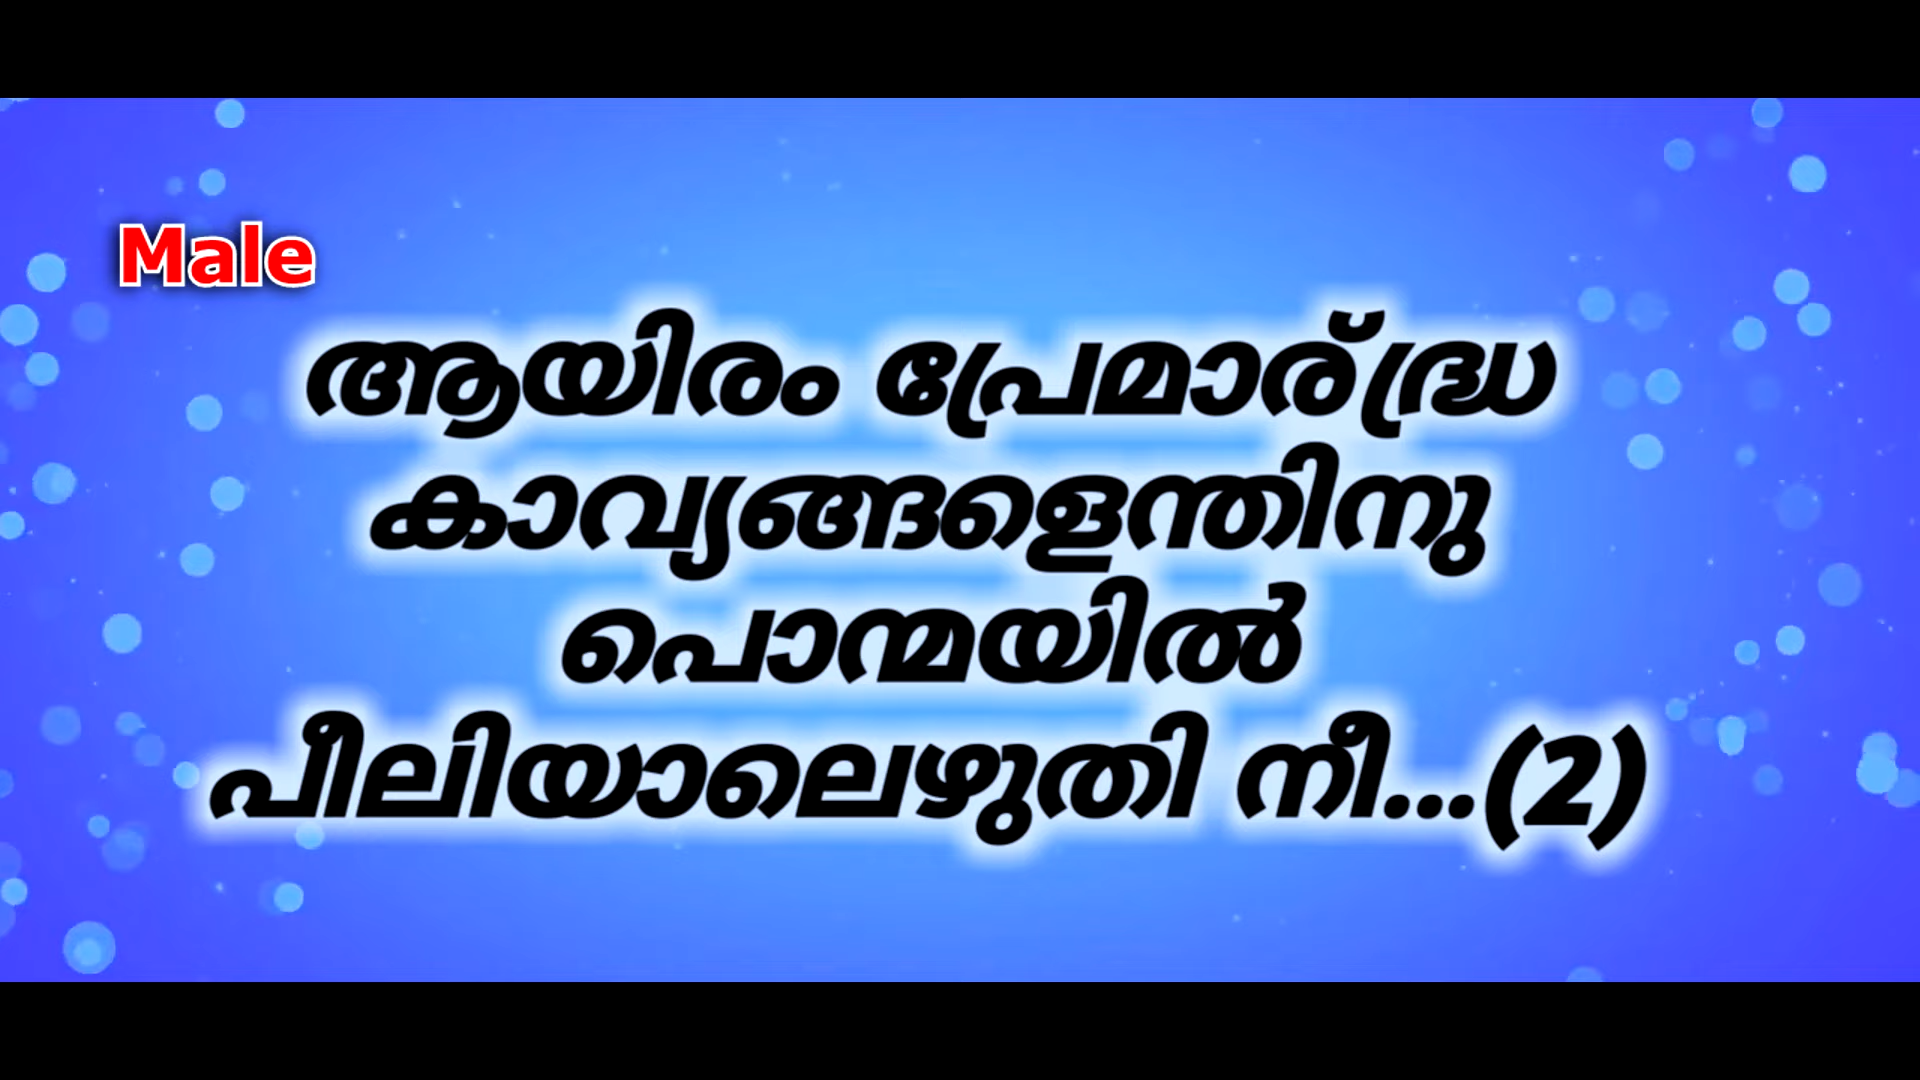 Male
ആയിരം പ്രേമാര്ദ്ധ്ര
കാവ്യങ്ങളെന്തിനു
പൊന്മയിൽ
പീലിയാലെഴുതി നീ...(2)